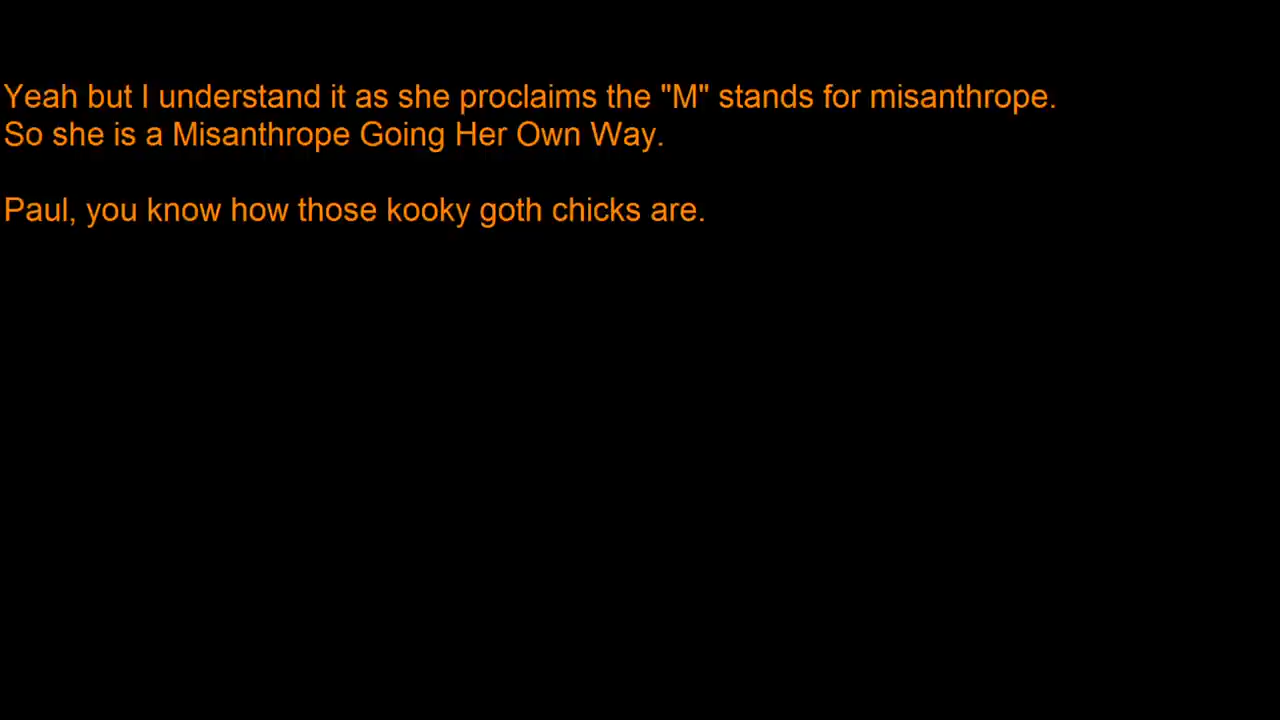 Yeah but I understand it as she proclaims the "M" stands for misanthrope.
So she is a Misanthrope Going Her Own Way.
Paul, you know how those kooky goth chicks are.